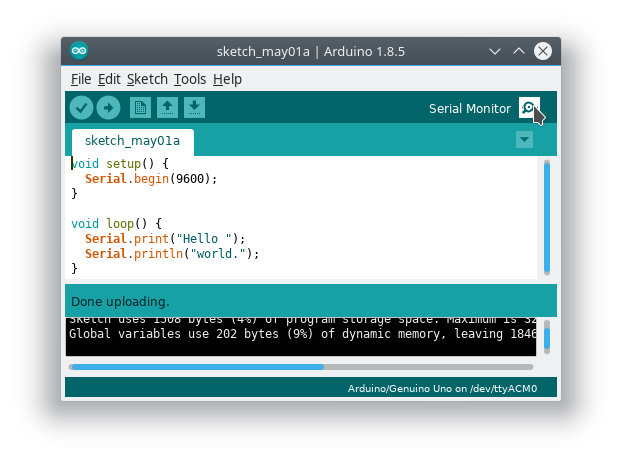 sketch_may01a | Arduino 1.8.5
File Edit Sketch Tools Help
Serial Monitor
sketch_may01a
void setup() {
  Serial.begin(9600);
}

void loop() {
  Serial.print("Hello ");
  Serial.println("world.");
}
Done uploading.
Sketch uses 1508 bytes (4%) of program storage space. Maximum is 32
Global variables use 202 bytes (9%) of dynamic memory, leaving 1846
Arduino/Genuino Uno on /dev/ttyACM0